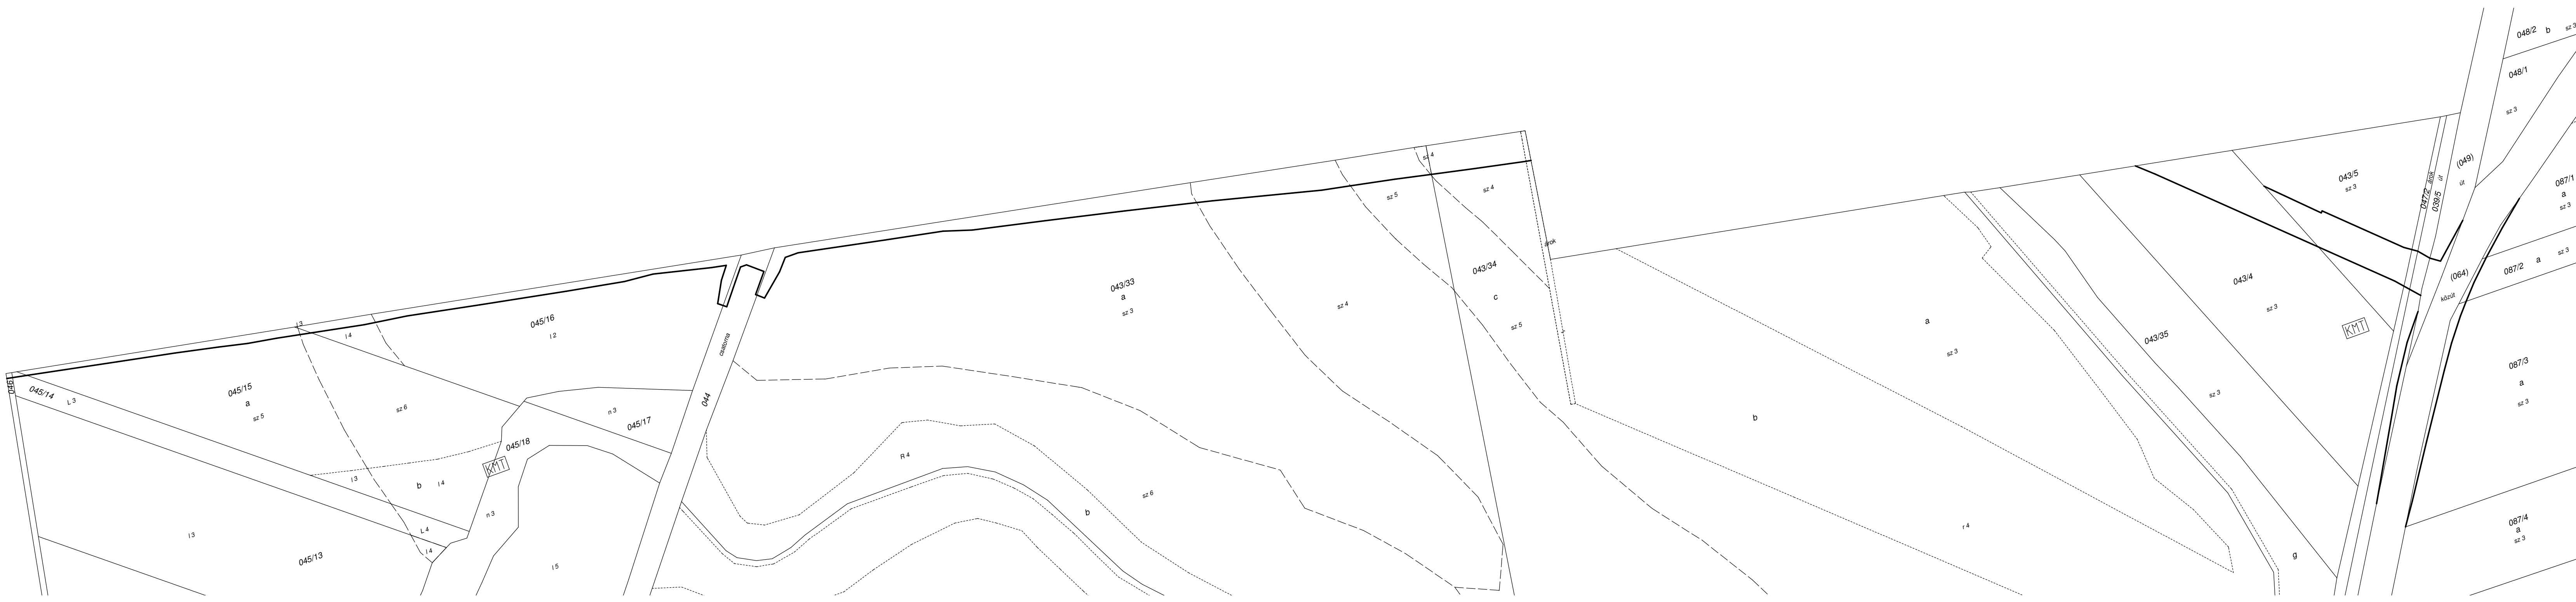 046
045/14
L 3
045/15
a
sz 5
l 3
l 4
045/16
l 2
sz 6
l 3
b
l 4
045/18
KMT
n 3
045/17
n 3
L 4
l 4
l 3
045/13
l 5
044
csatorna
043/33
a
sz 3
R 4
b
sz 6
sz 4
sz 5
sz 4
sz 4
043/34
c
sz 5
árok
a
sz 3
b
r 4
g
043/35
sz 3
043/4
sz 3
KMT
043/5
sz 3
047/2
árok
039/5
út
(049)
út
(064)
közút
048/2 b sz 3
048/1
sz 3
087/1
a
sz 3
087/2 a sz 3
087/3
a
sz 3
087/4
a
sz 3